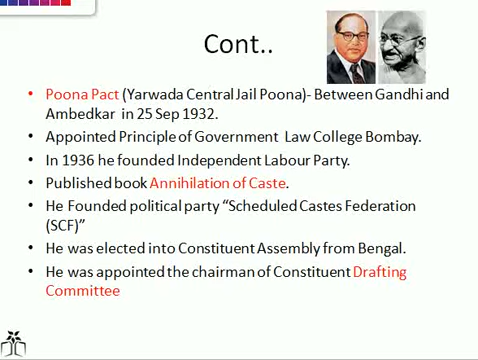 Cont..
• Poona Pact (Yarwada Central Jail Poona)- Between Gandhi and
Ambedkar in 25 Sep 1932.
• Appointed Principle of Government Law College Bombay.
• In 1936 he founded Independent Labour Party.
• Published book Annihilation of Caste.
• He Founded political party “Scheduled Castes Federation
(SCF)”
• He was elected into Constituent Assembly from Bengal.
• He was appointed the chairman of Constituent Drafting
Committee